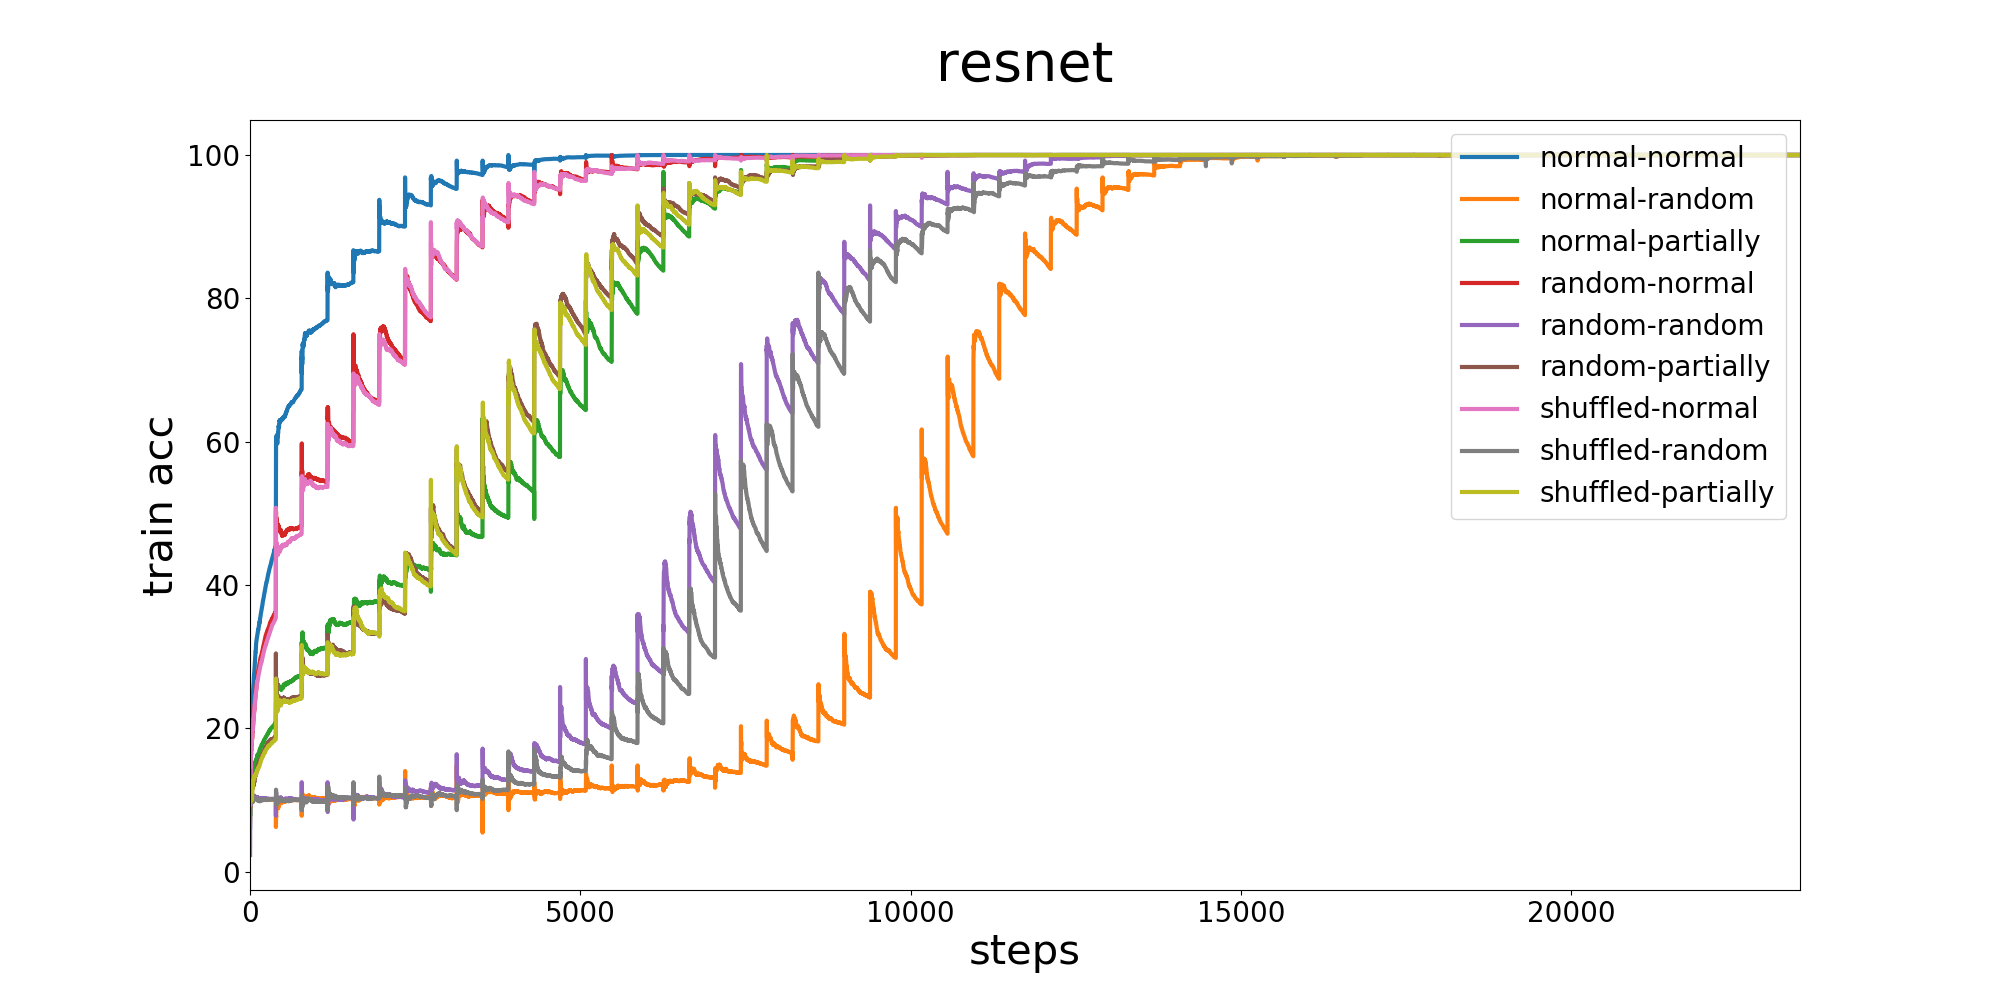 resnet
100
80
60
40
20
0
train acc
0 5000 10000 15000 20000
steps
normal-normal
normal-random
normal-partially
random-normal
random-random
random-partially
shuffled-normal
shuffled-random
shuffled-partially